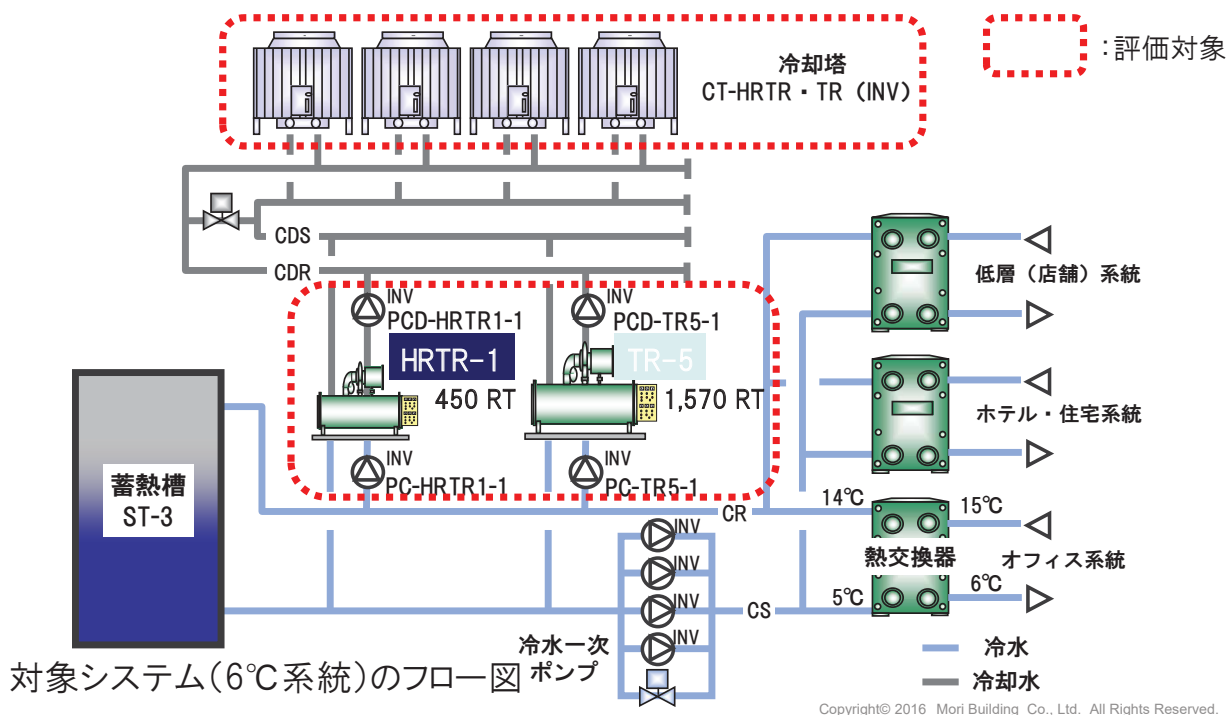 冷却塔
CT-HRTR・TR（INV）
：評価対象
CDS
CDR
INV
PCD-HRTR1-1
INV
PCD-TR5-1
HRTR-1
TR-5
450 RT
1,570 RT
INV
PC-HRTR1-1
INV
PC-TR5-1
低層（店舗）系統
ホテル・住宅系統
蓄熱槽
ST-3
CR
14℃
15℃
熱交換器
オフィス系統
5℃
6℃
INV
INV
INV
INV
CS
冷水一次
ポンプ
冷水
冷却水
対象システム（6℃系統）のフロー図
Copyright© 2016 Mori Building Co., Ltd. All Rights Reserved.